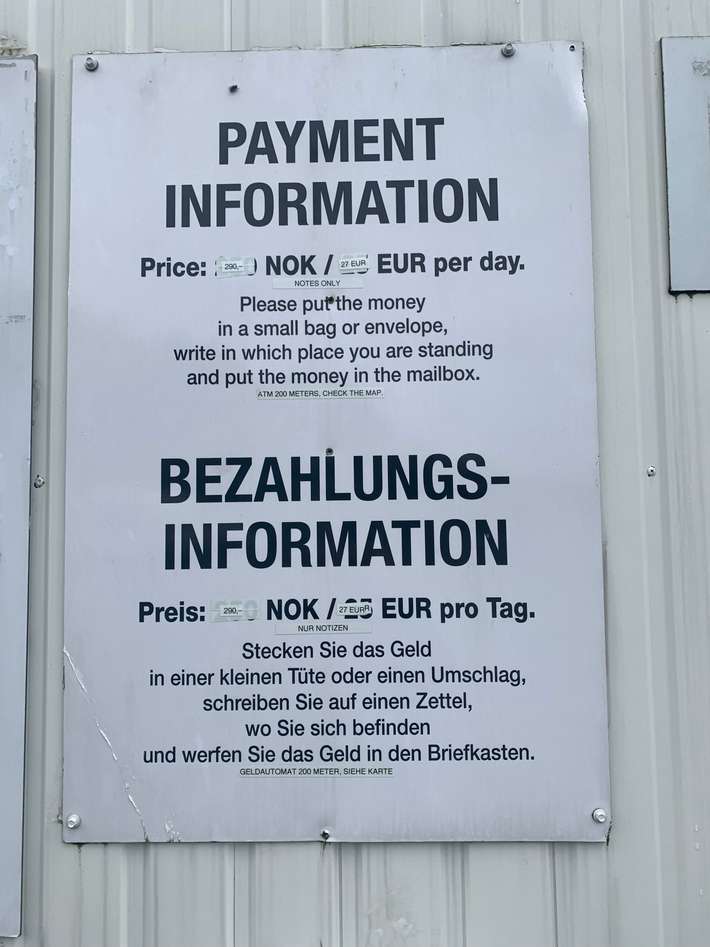 PAYMENT
INFORMATION
Price: 290,- NOK / 27 EUR EUR per day.
NOTES ONLY
Please put the money
in a small bag or envelope,
write in which place you are standing
and put the money in the mailbox.
ATM 200 METERS, CHECK THE MAP.
BEZAHLUNGS-
INFORMATION
Preis: 290,- NOK / 27 EUR EUR pro Tag.
NUR NOTIZEN
Stecken Sie das Geld
in einer kleinen Tüte oder einen Umschlag,
schreiben Sie auf einen Zettel,
wo Sie sich befinden
und werfen Sie das Geld in den Briefkasten.
GELDAUTOMAT 200 METER, SIEHE KARTE